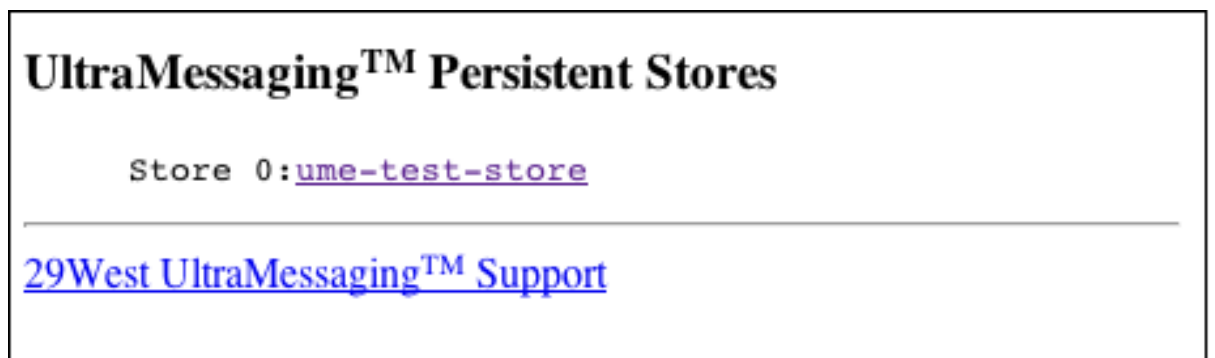 UltraMessaging™ Persistent Stores
Store 0:ume-test-store
29West UltraMessaging™ Support